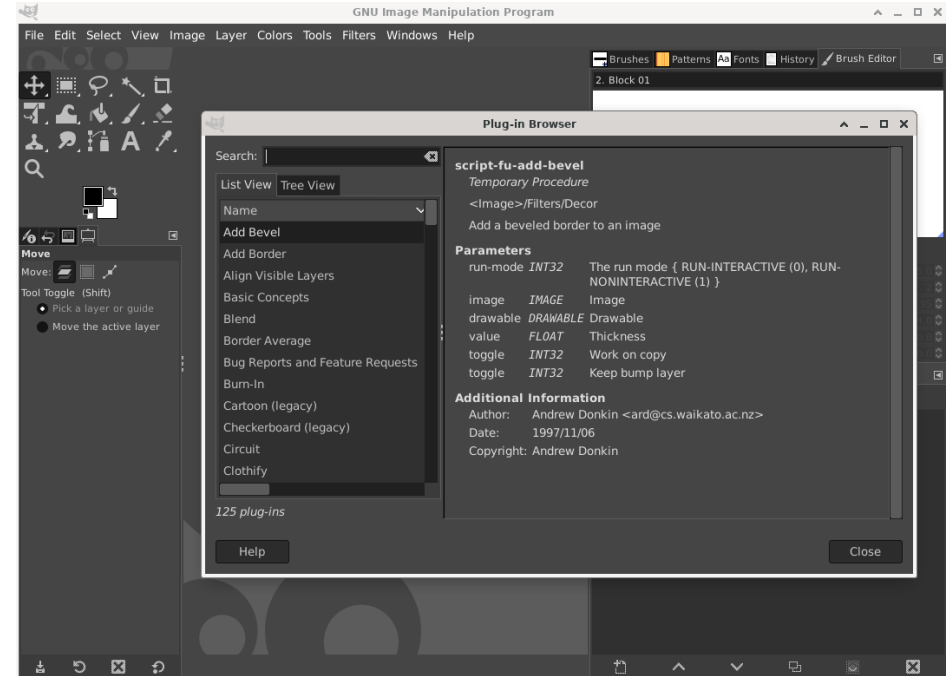 GNU Image Manipulation Program
File Edit Select View Image Layer Colors Tools Filters Windows Help
Brushes Patterns Aa Fonts History Brush Editor
2. Block 01
Plug-in Browser
Search:
List View Tree View
Name
Add Bevel
Add Border
Align Visible Layers
Basic Concepts
Blend
Border Average
Bug Reports and Feature Requests
Burn-In
Cartoon (legacy)
Checkerboard (legacy)
Circuit
Clothify
125 plug-ins
Help
script-fu-add-bevel
Temporary Procedure
<Image>/Filters/Decor
Add a beveled border to an image
Parameters
run-mode INT32 The run mode { RUN-INTERACTIVE (0), RUN-
NONINTERACTIVE (1) }
image IMAGE Image
drawable DRAWABLE Drawable
value FLOAT Thickness
toggle INT32 Work on copy
toggle INT32 Keep bump layer
Additional Information
Author: Andrew Donkin <ard@cs.waikato.ac.nz>
Date: 1997/11/06
Copyright: Andrew Donkin
Close
Move
Move:
Tool Toggle (Shift)
Pick a layer or guide
Move the active layer